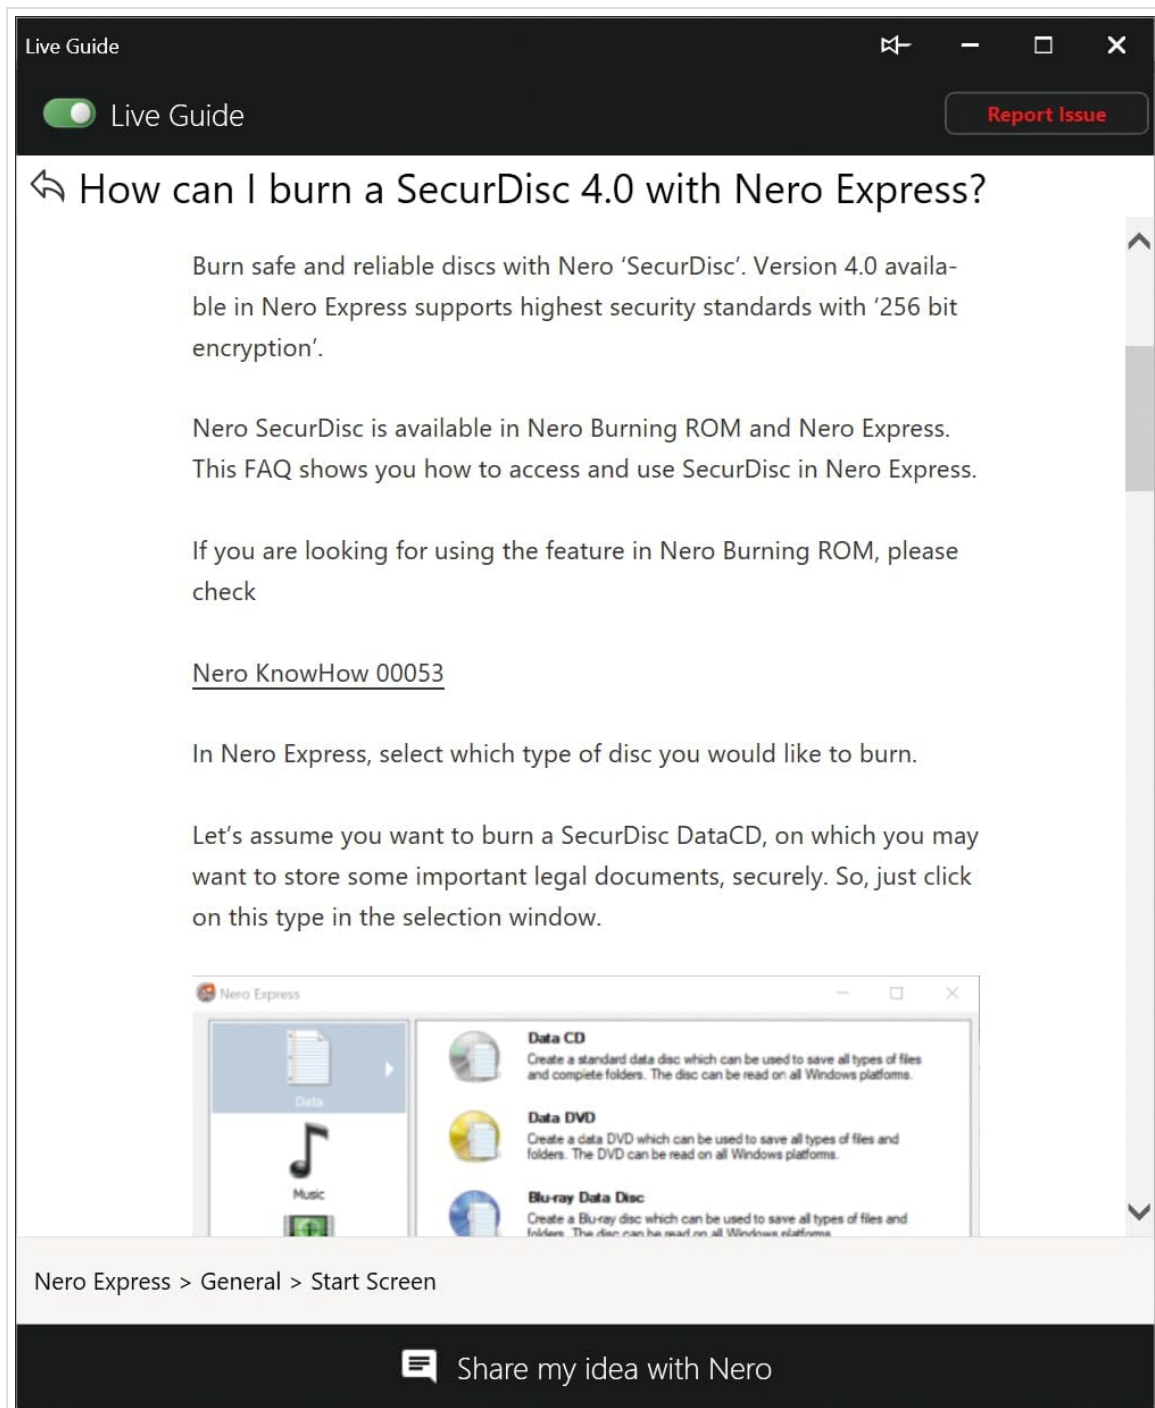 Live Guide
Live Guide
Report Issue
How can I burn a SecurDisc 4.0 with Nero Express?
Burn safe and reliable discs with Nero ‘SecurDisc’. Version 4.0 availa-
ble in Nero Express supports highest security standards with ‘256 bit
encryption’.
Nero SecurDisc is available in Nero Burning ROM and Nero Express.
This FAQ shows you how to access and use SecurDisc in Nero Express.
If you are looking for using the feature in Nero Burning ROM, please
check
Nero KnowHow 00053
In Nero Express, select which type of disc you would like to burn.
Let’s assume you want to burn a SecurDisc DataCD, on which you may
want to store some important legal documents, securely. So, just click
on this type in the selection window.
Nero Express
Data
Music
Data CD
Create a standard data disc which can be used to save all types of files
and complete folders. The disc can be read on all Windows platforms.
Data DVD
Create a data DVD which can be used to save all types of files and
folders. The DVD can be read on all Windows platforms.
Blu-ray Data Disc
Create a Blu-ray disc which can be used to save all types of files and
folders. The disc can be read on all Windows platforms.
Nero Express > General > Start Screen
Share my idea with Nero